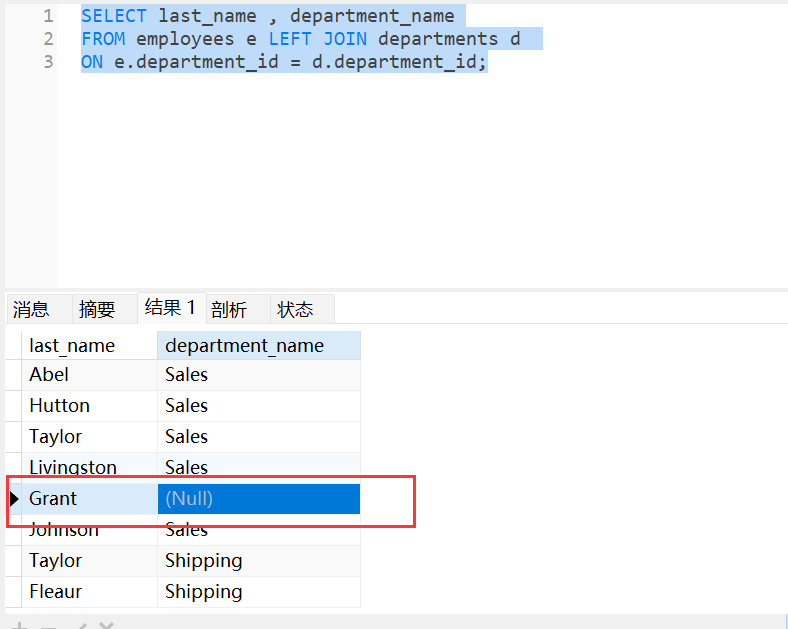 1 SELECT last_name , department_name
2 FROM employees e LEFT JOIN departments d
3 ON e.department_id = d.department_id;
消息 摘要 结果 1 剖析 状态
last_name department_name
Abel Sales
Hutton Sales
Taylor Sales
Livingston Sales
Grant (Null)
Johnson Sales
Taylor Shipping
Fleaur Shipping